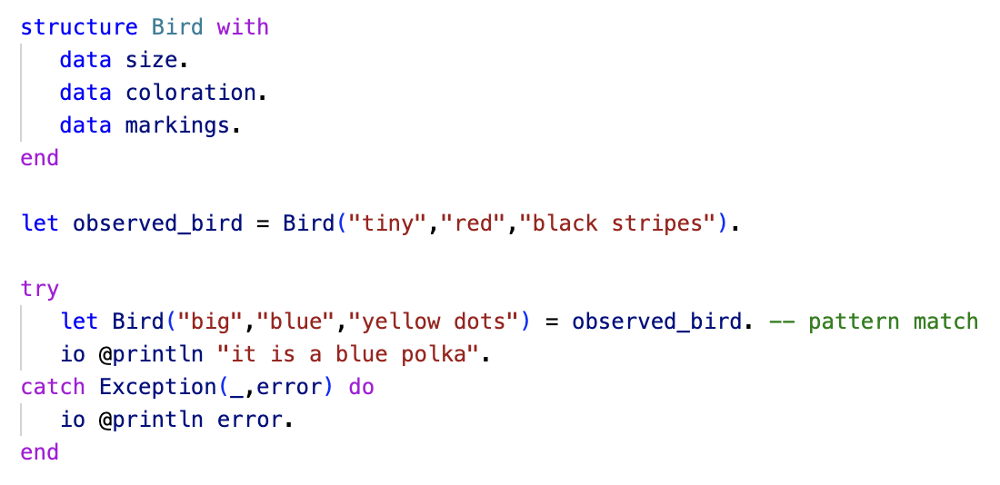 structure Bird with
data size.
data coloration.
data markings.
end
let observed_bird = Bird("tiny","red","black stripes").
try
let Bird("big","blue","yellow dots") = observed_bird. -- pattern match
io @println "it is a blue polka".
catch Exception(_,error) do
io @println error.
end